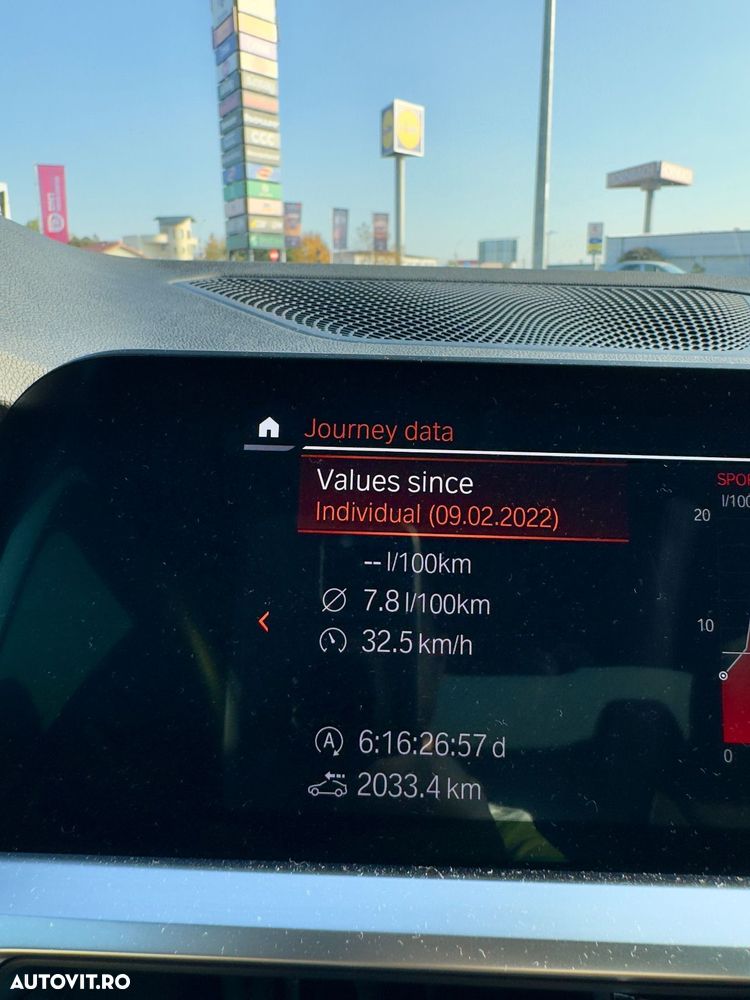 Journey data
Values since
Individual (09.02.2022)
-- l/100km
7.8 l/100km
32.5 km/h
A
6:16:26:57 d
2033.4 km
SPO
l/100
20
10
0
AUTOVIT.RO